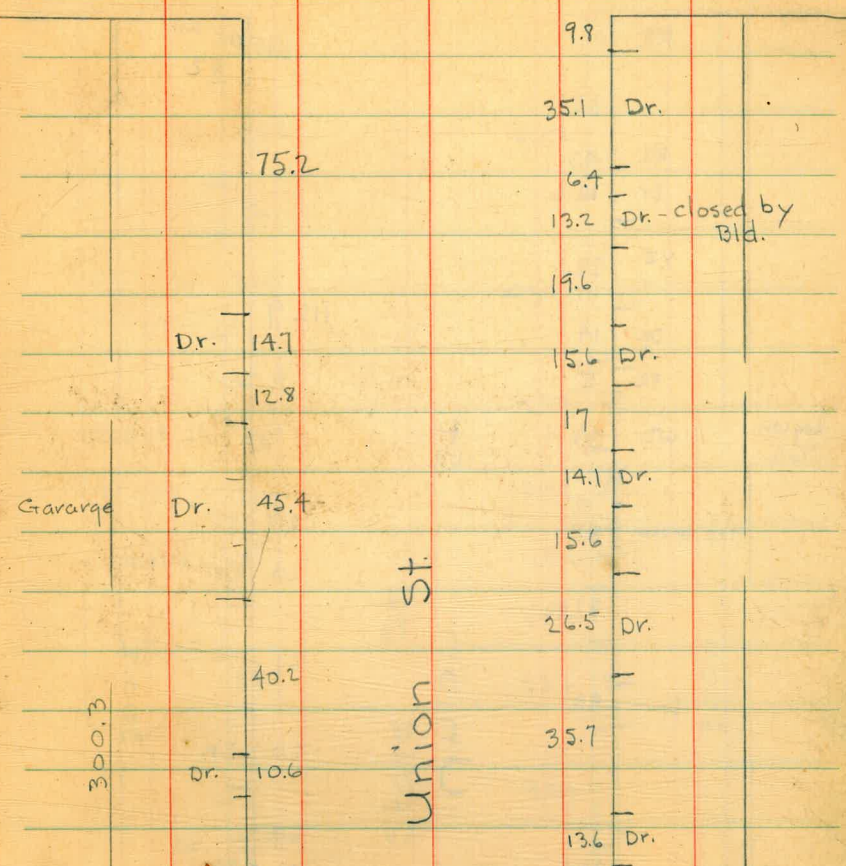 75.2
Dr. 14.7
12.8
Gararge Dr. 45.4
40.2
300.3
Dr. 10.6
Union St.
9.8
35.1 Dr.
6.4
13.2 Dr. - closed by
Bld.
19.6
15.6 Dr.
17
14.1 Dr.
15.6
26.5 Dr.
35.7
13.6 Dr.